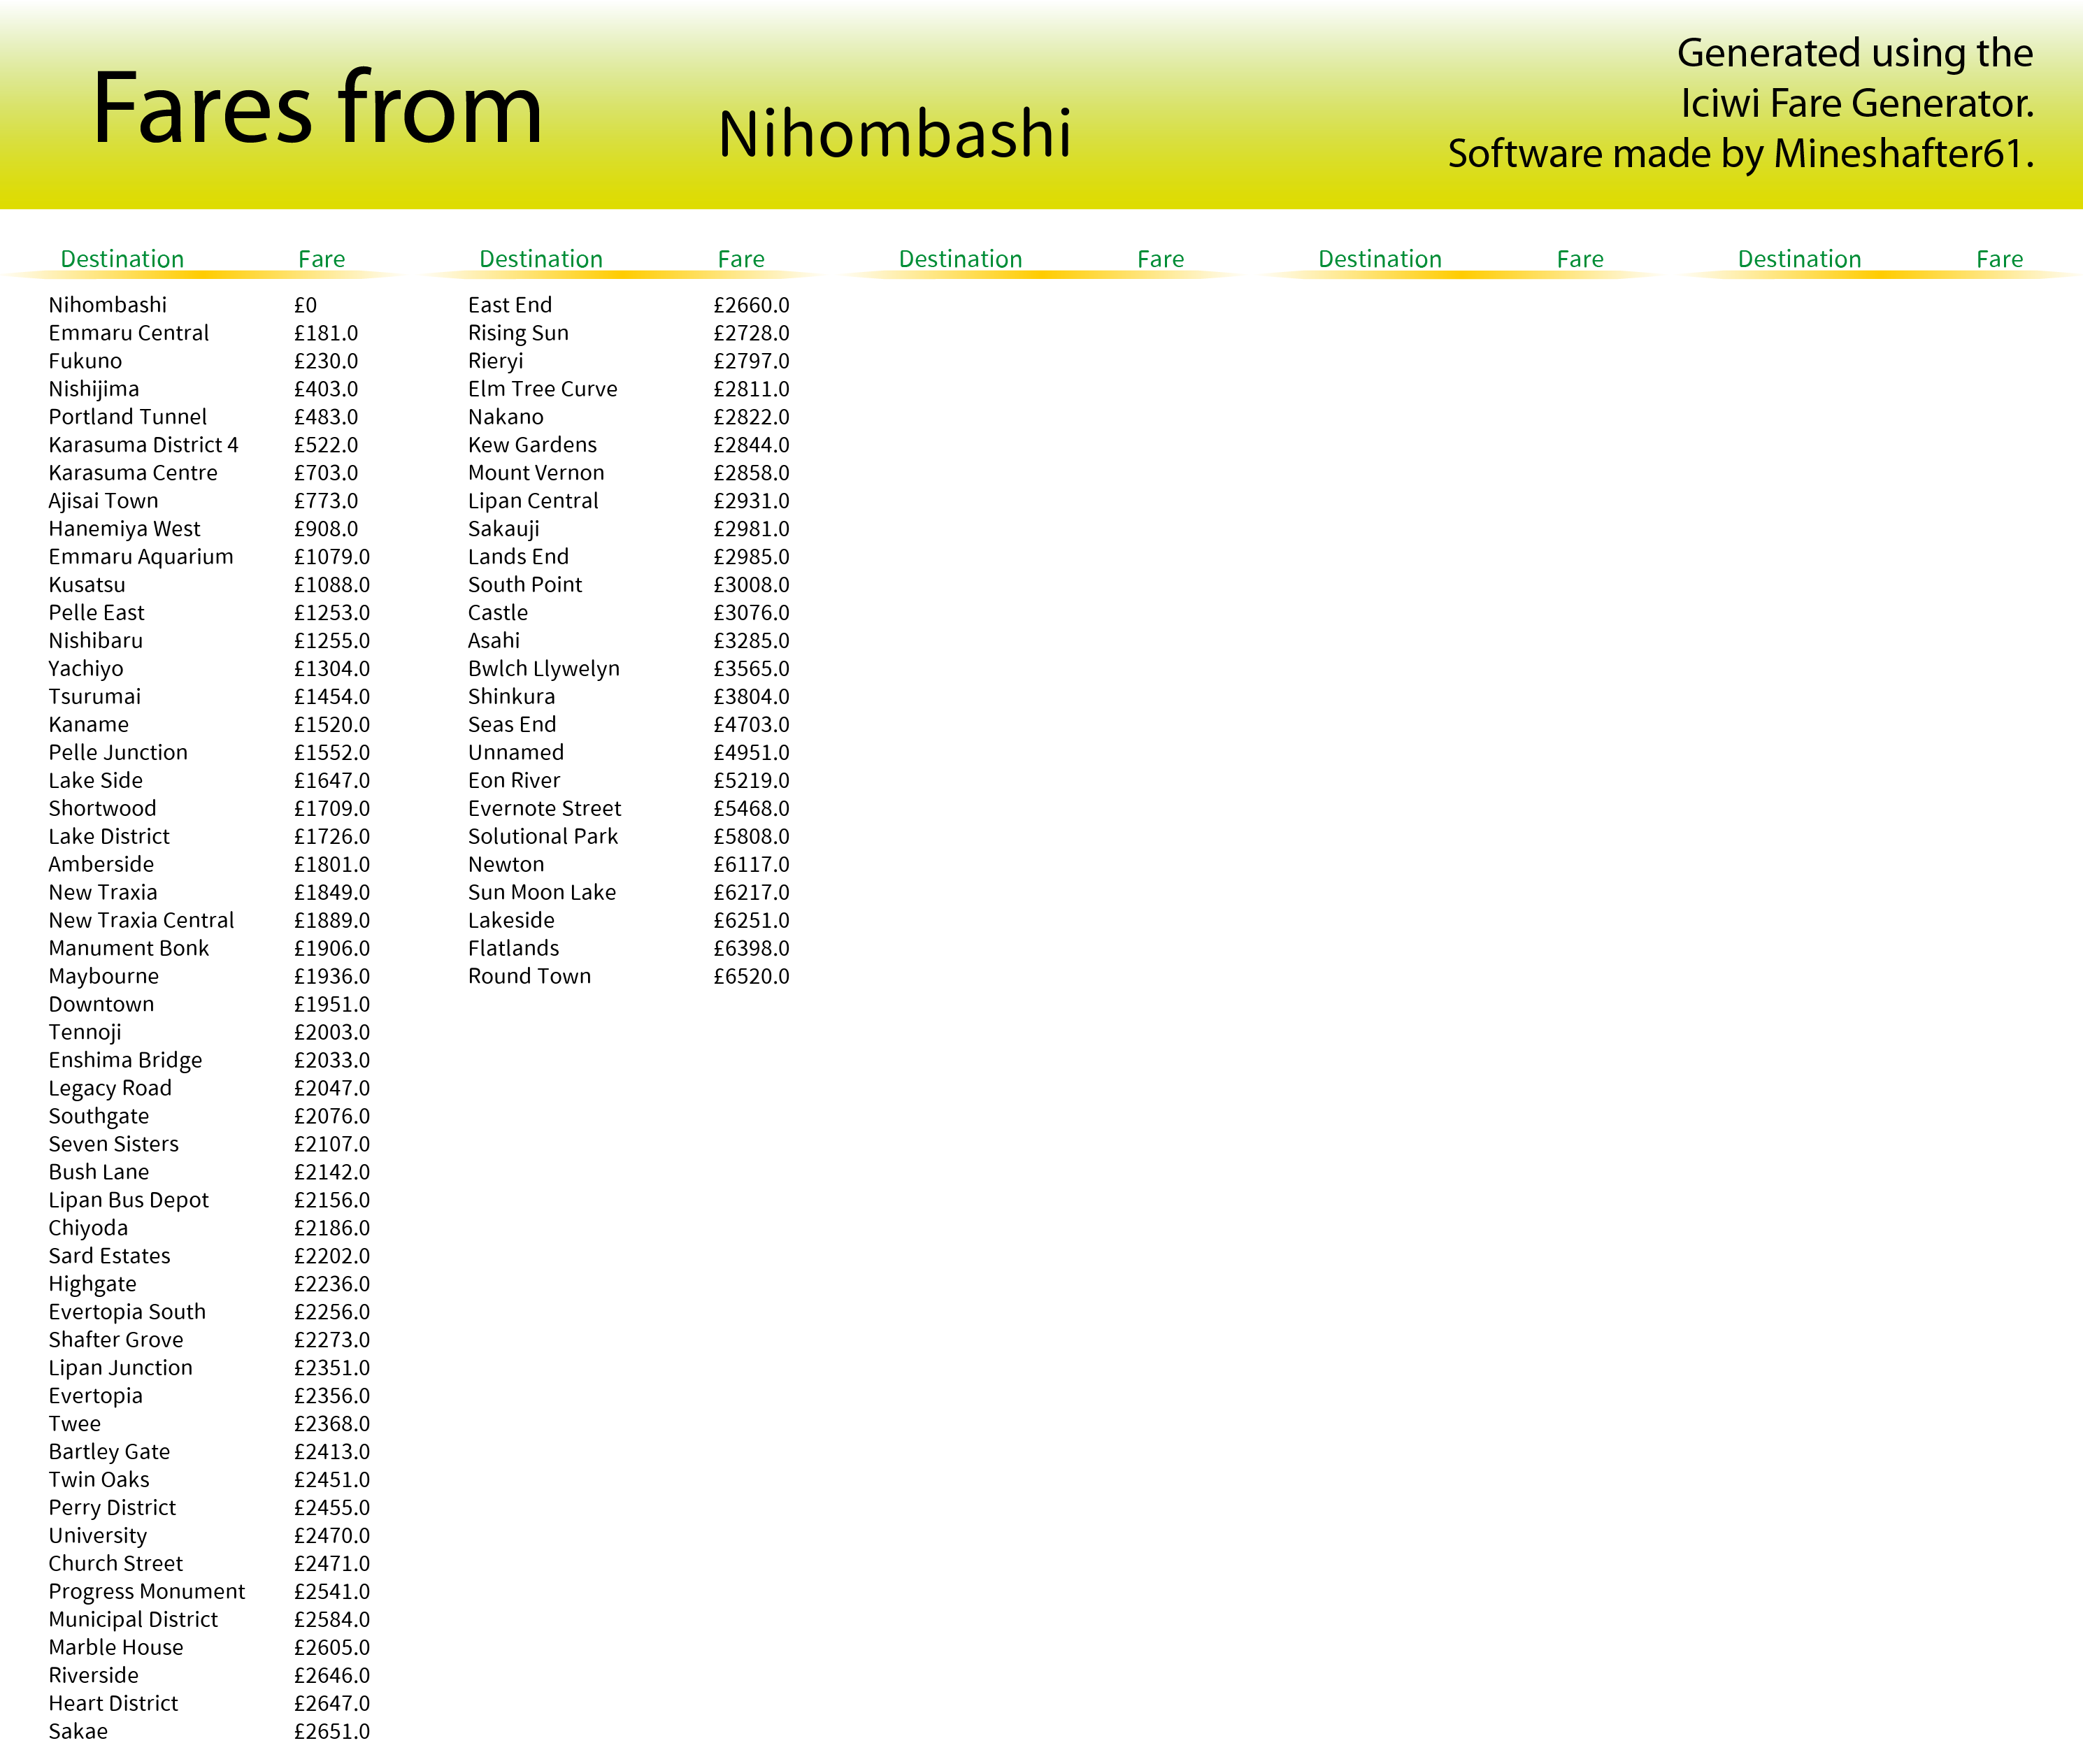 Fares from Nihombashi
Generated using the
Iciwi Fare Generator.
Software made by Mineshafter61.
Destination Fare
Nihombashi £0
Emmaru Central £181.0
Fukuno £230.0
Nishijima £403.0
Portland Tunnel £483.0
Karasuma District 4 £522.0
Karasuma Centre £703.0
Ajisai Town £773.0
Hanemiya West £908.0
Emmaru Aquarium £1079.0
Kusatsu £1088.0
Pelle East £1253.0
Nishibaru £1255.0
Yachiyo £1304.0
Tsurumai £1454.0
Kaname £1520.0
Pelle Junction £1552.0
Lake Side £1647.0
Shortwood £1709.0
Lake District £1726.0
Amberside £1801.0
New Traxia £1849.0
New Traxia Central £1889.0
Manument Bonk £1906.0
Maybourne £1936.0
Downtown £1951.0
Tennoji £2003.0
Enshima Bridge £2033.0
Legacy Road £2047.0
Southgate £2076.0
Seven Sisters £2107.0
Bush Lane £2142.0
Lipan Bus Depot £2156.0
Chiyoda £2186.0
Sard Estates £2202.0
Highgate £2236.0
Evertopia South £2256.0
Shafter Grove £2273.0
Lipan Junction £2351.0
Evertopia £2356.0
Twee £2368.0
Bartley Gate £2413.0
Twin Oaks £2451.0
Perry District £2455.0
University £2470.0
Church Street £2471.0
Progress Monument £2541.0
Municipal District £2584.0
Marble House £2605.0
Riverside £2646.0
Heart District £2647.0
Sakae £2651.0
Destination Fare
East End £2660.0
Rising Sun £2728.0
Rieryi £2797.0
Elm Tree Curve £2811.0
Nakano £2822.0
Kew Gardens £2844.0
Mount Vernon £2858.0
Lipan Central £2931.0
Sakauji £2981.0
Lands End £2985.0
South Point £3008.0
Castle £3076.0
Asahi £3285.0
Bwlch Llywelyn £3565.0
Shinkura £3804.0
Seas End £4703.0
Unnamed £4951.0
Eon River £5219.0
Evernote Street £5468.0
Solutional Park £5808.0
Newton £6117.0
Sun Moon Lake £6217.0
Lakeside £6251.0
Flatlands £6398.0
Round Town £6520.0
Destination Fare
Destination Fare
Destination Fare